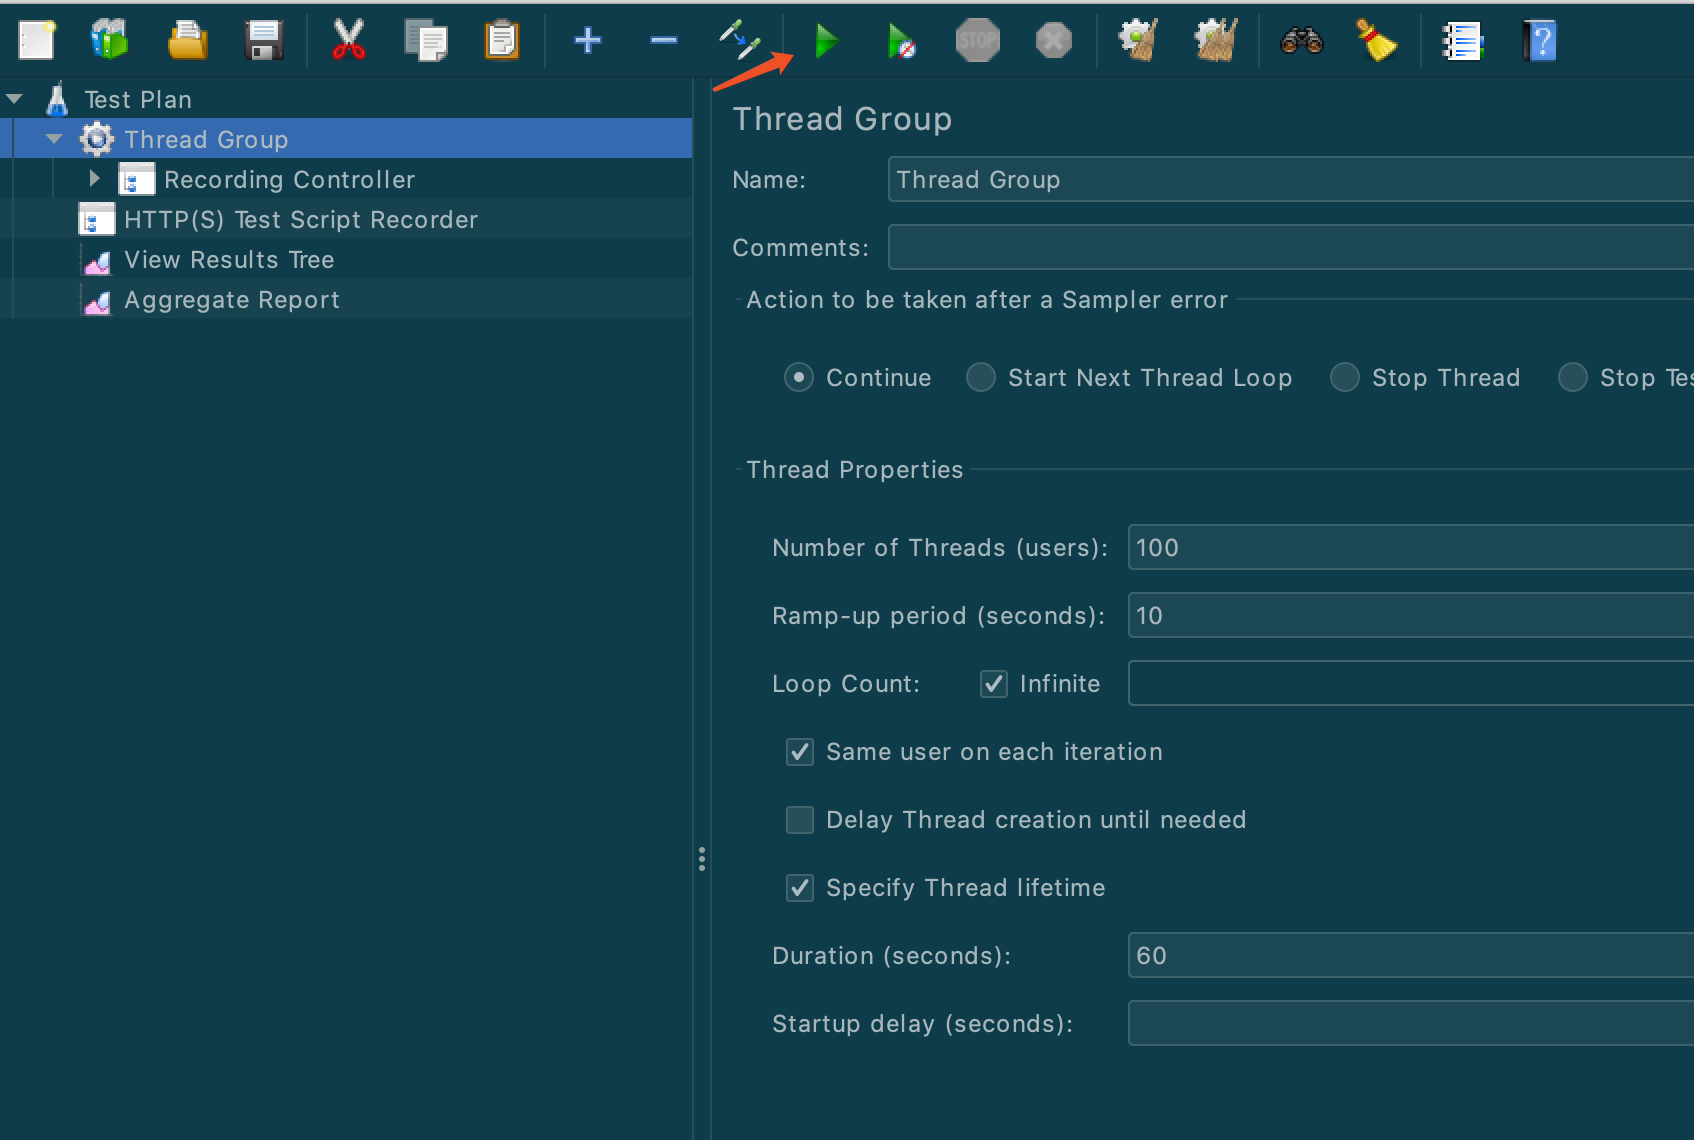 STOP
Test Plan
Thread Group
Recording Controller
HTTP(S) Test Script Recorder
View Results Tree
Aggregate Report
Thread Group
Name: Thread Group
Comments:
Action to be taken after a Sampler error
Continue Start Next Thread Loop Stop Thread Stop Tes
Thread Properties
Number of Threads (users): 100
Ramp-up period (seconds): 10
Loop Count: Infinite
Same user on each iteration
Delay Thread creation until needed
Specify Thread lifetime
Duration (seconds): 60
Startup delay (seconds):